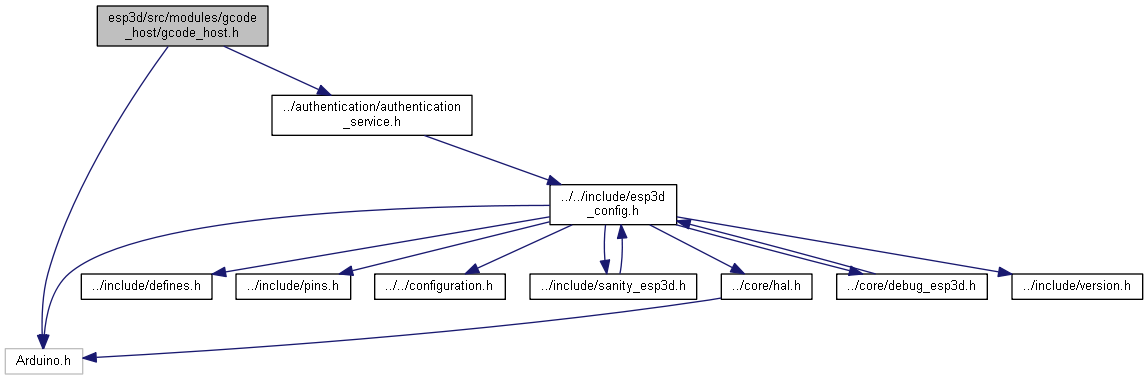 esp3d/src/modules/gcode
_host/gcode_host.h
../authentication/authentication
_service.h
../../include/esp3d
_config.h
../include/defines.h
../include/pins.h
../../configuration.h
../include/sanity_esp3d.h
../core/hal.h
../core/debug_esp3d.h
../include/version.h
Arduino.h